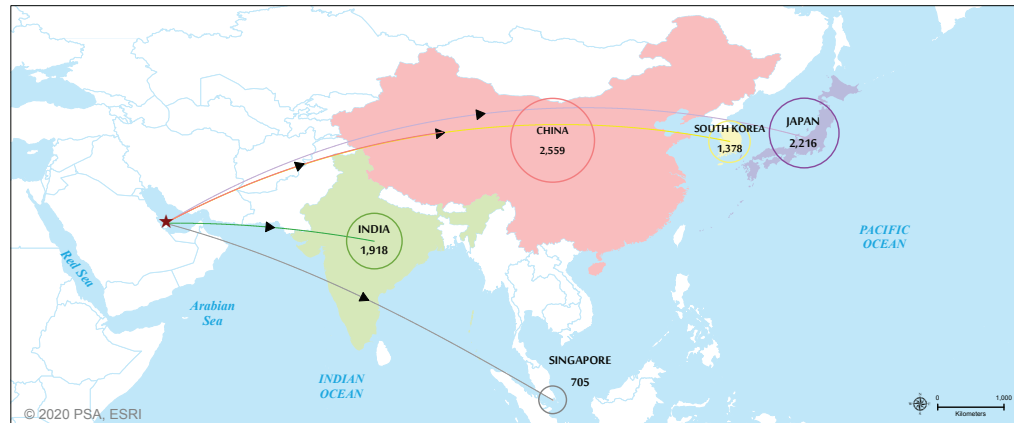 CHINA
2,559
SOUTH KOREA
1,378
JAPAN
2,216
INDIA
1,918
PACIFIC
OCEAN
Red Sea
Arabian
Sea
SINGAPORE
705
INDIAN
OCEAN
© 2020 PSA, ESRI
0 1,000
Kilometers